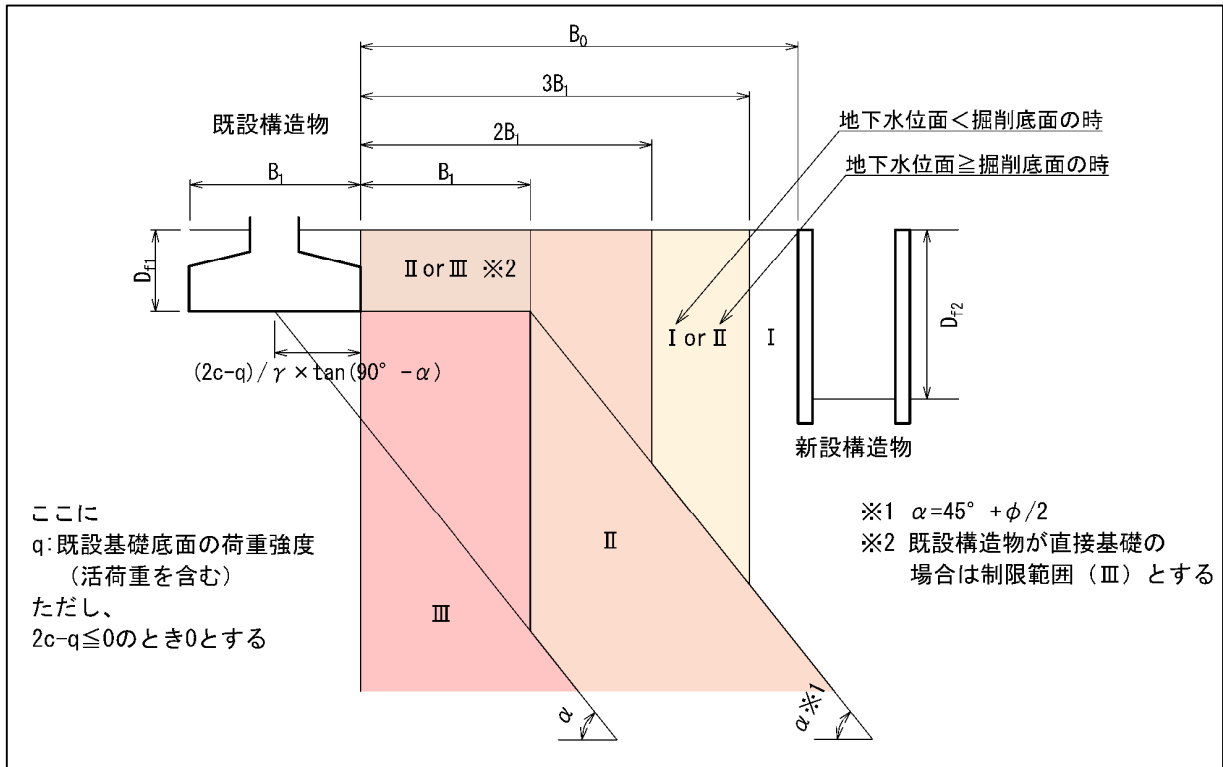 B₀
3B₁
既設構造物
2B₁
地下水位面＜掘削底面の時
地下水位面≧掘削底面の時
B₁
B₁
Df1
Ⅱ or Ⅲ ※2
Ⅰ or Ⅱ
Ⅰ
Df2
(2c-q)/γ×tan(90°-α)
新設構造物
ここに
q:既設基礎底面の荷重強度
（活荷重を含む）
ただし、
2c-q≦0のとき0とする
Ⅲ
Ⅱ
※1 α=45°+φ/2
※2 既設構造物が直接基礎の
場合は制限範囲（Ⅲ）とする
α
α※1